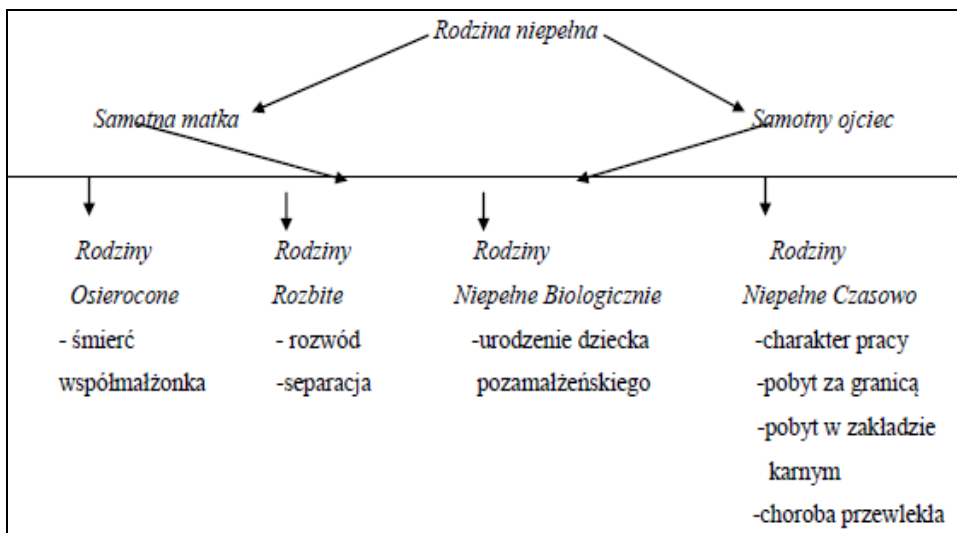 Rodzina niepełna
Samotna matka
Samotny ojciec
Rodziny
Osierocone
- śmierć
współmałżonka
Rodziny
Rozbite
- rozwód
-separacja
Rodziny
Niepełne Biologicznie
-urodzenie dziecka
pozamałżeńskiego
Rodziny
Niepełne Czasowo
-charakter pracy
-pobyt za granicą
-pobyt w zakładzie
karnym
-choroba przewlekła